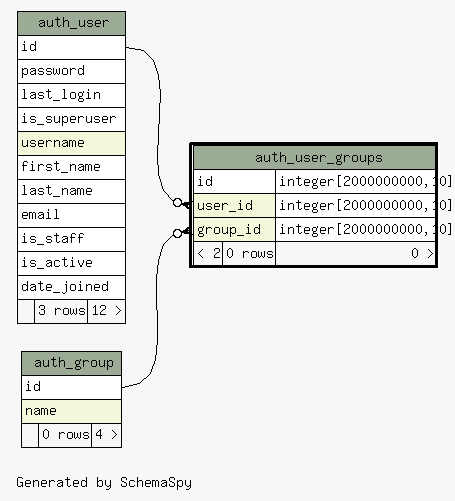 auth_user
id
password
last_login
is_superuser
username
first_name
last_name
email
is_staff
is_active
date_joined
3 rows 12 >
auth_user_groups
id integer[2000000000,10]
user_id integer[2000000000,10]
group_id integer[2000000000,10]
< 2 0 rows 0 >
auth_group
id
name
0 rows 4 >
Generated by SchemaSpy